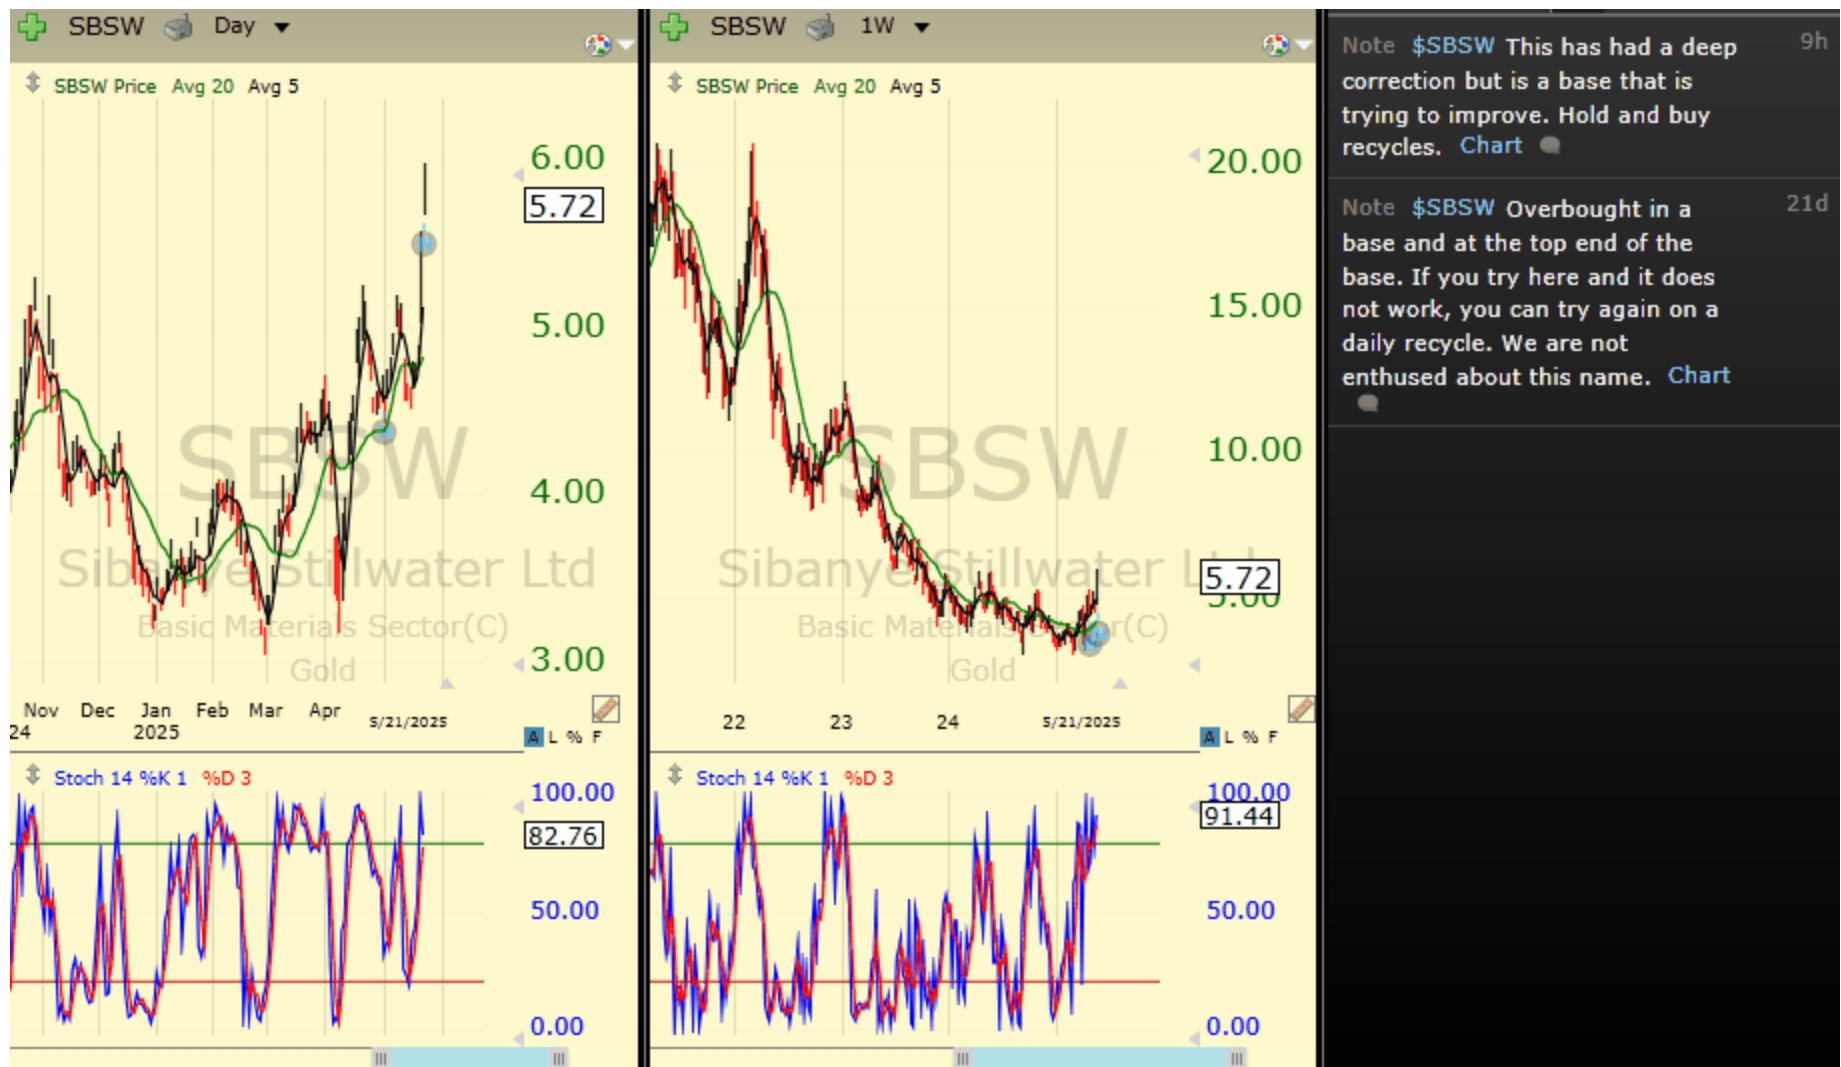 SBSW Day
SBSW Price Avg 20 Avg 5
6.00
5.72
5.00
4.00
3.00
SBSW
Sibanye Stillwater Ltd
Basic Materials Sector(C)
Gold
Nov Dec Jan Feb Mar Apr 5/21/2025
24 2025
A L % F
Stoch 14 %K 1 %D 3
100.00
82.76
50.00
0.00
SBSW 1W
SBSW Price Avg 20 Avg 5
20.00
15.00
10.00
5.72
5.00
SBSW
Sibanye Stillwater Ltd
Basic Materials Sector(C)
Gold
22 23 24 5/21/2025
A L % F
Stoch 14 %K 1 %D 3
100.00
91.44
50.00
0.00
Note $SBSW This has had a deep 9h
correction but is a base that is
trying to improve. Hold and buy
recycles. Chart
Note $SBSW Overbought in a 21d
base and at the top end of the
base. If you try here and it does
not work, you can try again on a
daily recycle. We are not
enthused about this name. Chart